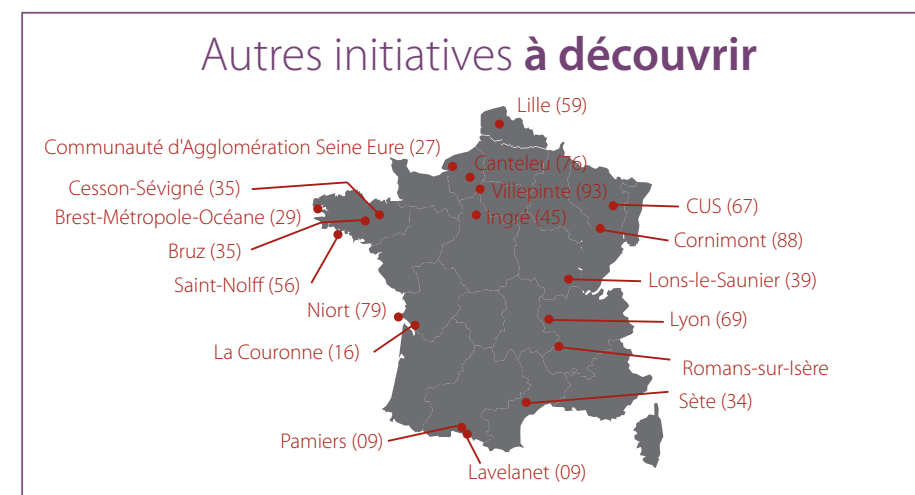 Autres initiatives à découvrir
Lille (59)
Communauté d'Agglomération Seine Eure (27)
Canteleu (76)
Cesson-Sévigné (35)
Villepinte (93)
Brest-Métropole-Océane (29)
Ingré (45)
CUS (67)
Bruz (35)
Cornimont (88)
Saint-Nolff (56)
Lons-le-Saunier (39)
Niort (79)
Lyon (69)
La Couronne (16)
Romans-sur-Isère
Sète (34)
Pamiers (09)
Lavelanet (09)